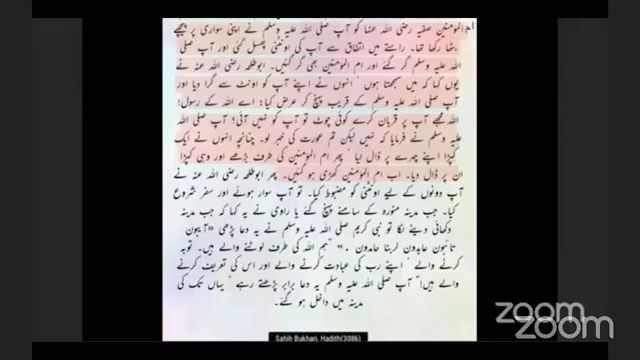 المؤمنین صفیہ رضی اللہ عنہا کو آپ صلی اللہ علیہ وسلم نے اپنی سواری پر پیچھے
بٹھا رکھا تھا۔ راستے میں اتفاق سے آپ کی اونٹنی پھسل گئی اور آپ صلی
اللہ علیہ وسلم گر گئے اور ام المؤمنین بھی گر گئیں۔ ابوطلحہ رضی اللہ عنہ نے
یوں کہا کہ میں سمجھتا ہوں ' انہوں نے اپنے آپ کو اونٹ سے گرا دیا اور
آپ صلی اللہ علیہ وسلم کے قریب پہنچ کر عرض کیا: اے اللہ کے رسول!
اللہ مجھے آپ پر قربان کرے کوئی چوٹ تو آپ کو نہیں آئی؟ آپ صلی اللہ
علیہ وسلم نے فرمایا کہ نہیں لیکن تم عورت کی خبر لو۔ چنانچہ انہوں نے ایک
کپڑا اپنے چہرے پر ڈال لیا ' پھر ام المؤمنین کی طرف بڑھے اور وہی کپڑا
ان پر ڈال دیا۔ اب ام المؤمنین کھڑی ہو گئیں۔ پھر ابوطلحہ رضی اللہ عنہ نے
آپ دونوں کے لیے اونٹنی کو مضبوط کیا۔ تو آپ سوار ہوئے اور سفر شروع
کیا۔ جب مدینہ منورہ کے سامنے پہنچ گئے یا راوی نے یہ کہا کہ جب مدینہ
دکھائی دینے لگا تو نبی کریم صلی اللہ علیہ وسلم نے یہ دعا پڑھی «آيبون
تائبون عابدون لربنا حامدون ‏‏.‏» "ہم اللہ کی طرف لوٹنے والے ہیں۔ توبہ
کرنے والے ' اپنے رب کی عبادت کرنے والے اور اس کی تعریف کرنے
والے ہیں!" آپ صلی اللہ علیہ وسلم یہ دعا برابر پڑھتے رہے ' یہاں تک کی
مدینہ میں داخل ہو گئے۔
Sahih Bukhari, Hadith(3086)
zoom
zoom